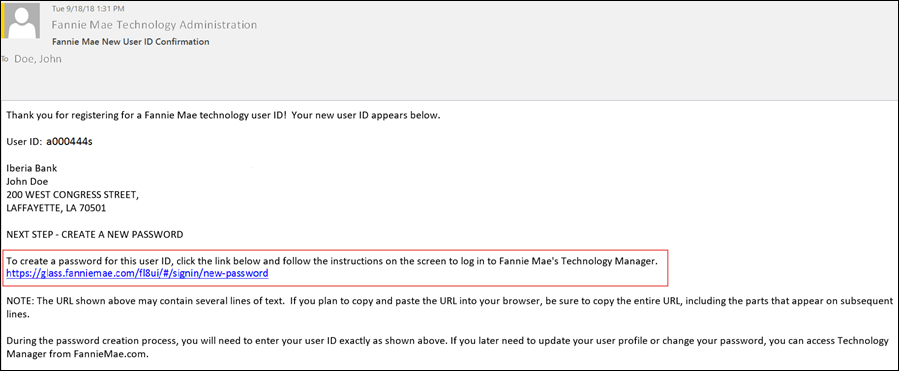 Tue 9/18/18 1:31 PM
Fannie Mae Technology Administration
Fannie Mae New User ID Confirmation
To Doe, John
Thank you for registering for a Fannie Mae technology user ID! Your new user ID appears below.
User ID: a000444s
Iberia Bank
John Doe
200 WEST CONGRESS STREET,
LAFFAYETTE, LA 70501
NEXT STEP - CREATE A NEW PASSWORD
To create a password for this user ID, click the link below and follow the instructions on the screen to log in to Fannie Mae's Technology Manager.
https://glass.fanniemae.com/fl8ui/#/signin/new-password
NOTE: The URL shown above may contain several lines of text. If you plan to copy and paste the URL into your browser, be sure to copy the entire URL, including the parts that appear on subsequent
lines.
During the password creation process, you will need to enter your user ID exactly as shown above. If you later need to update your user profile or change your password, you can access Technology
Manager from FannieMae.com.